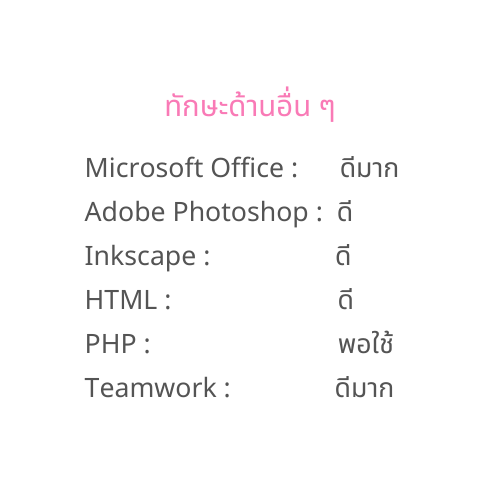 ทักษะด้านอื่น ๆ
Microsoft Office : ดีมาก
Adobe Photoshop : ดี
Inkscape : ดี
HTML : ดี
PHP : พอใช้
Teamwork : ดีมาก